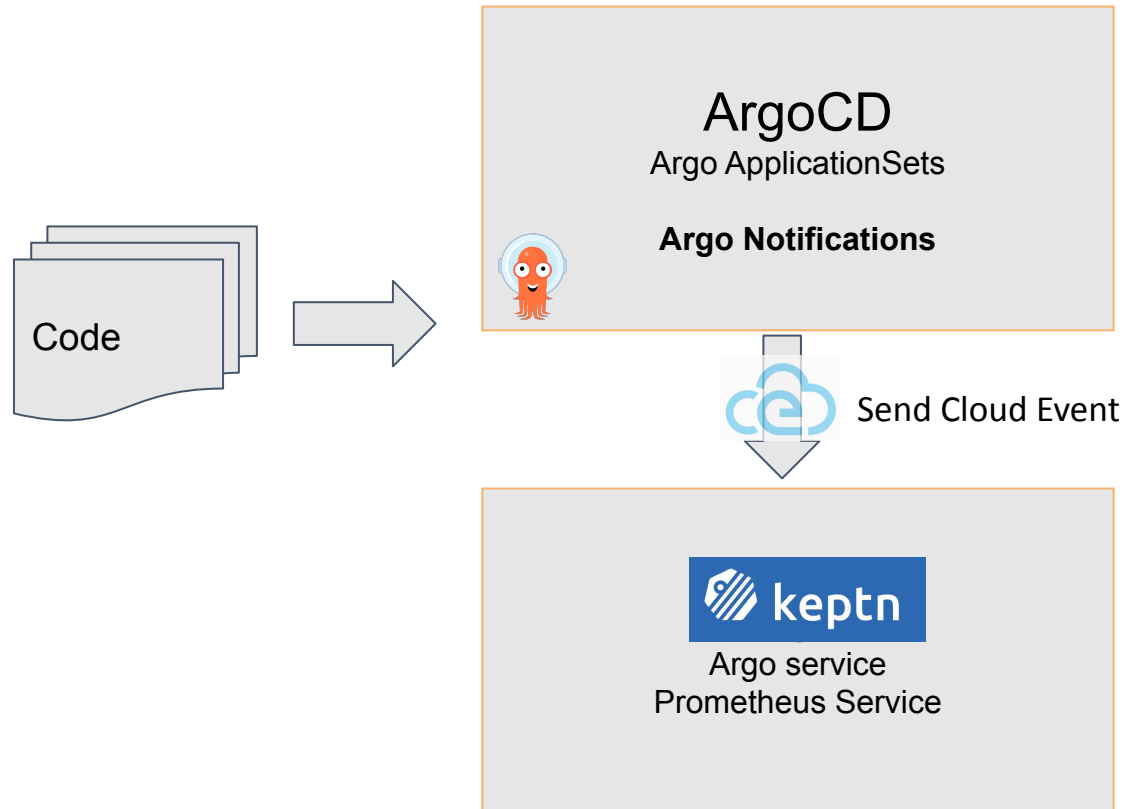 ArgoCD
Argo ApplicationSets
Argo Notifications
Code
Send Cloud Event
keptn
Argo service
Prometheus Service